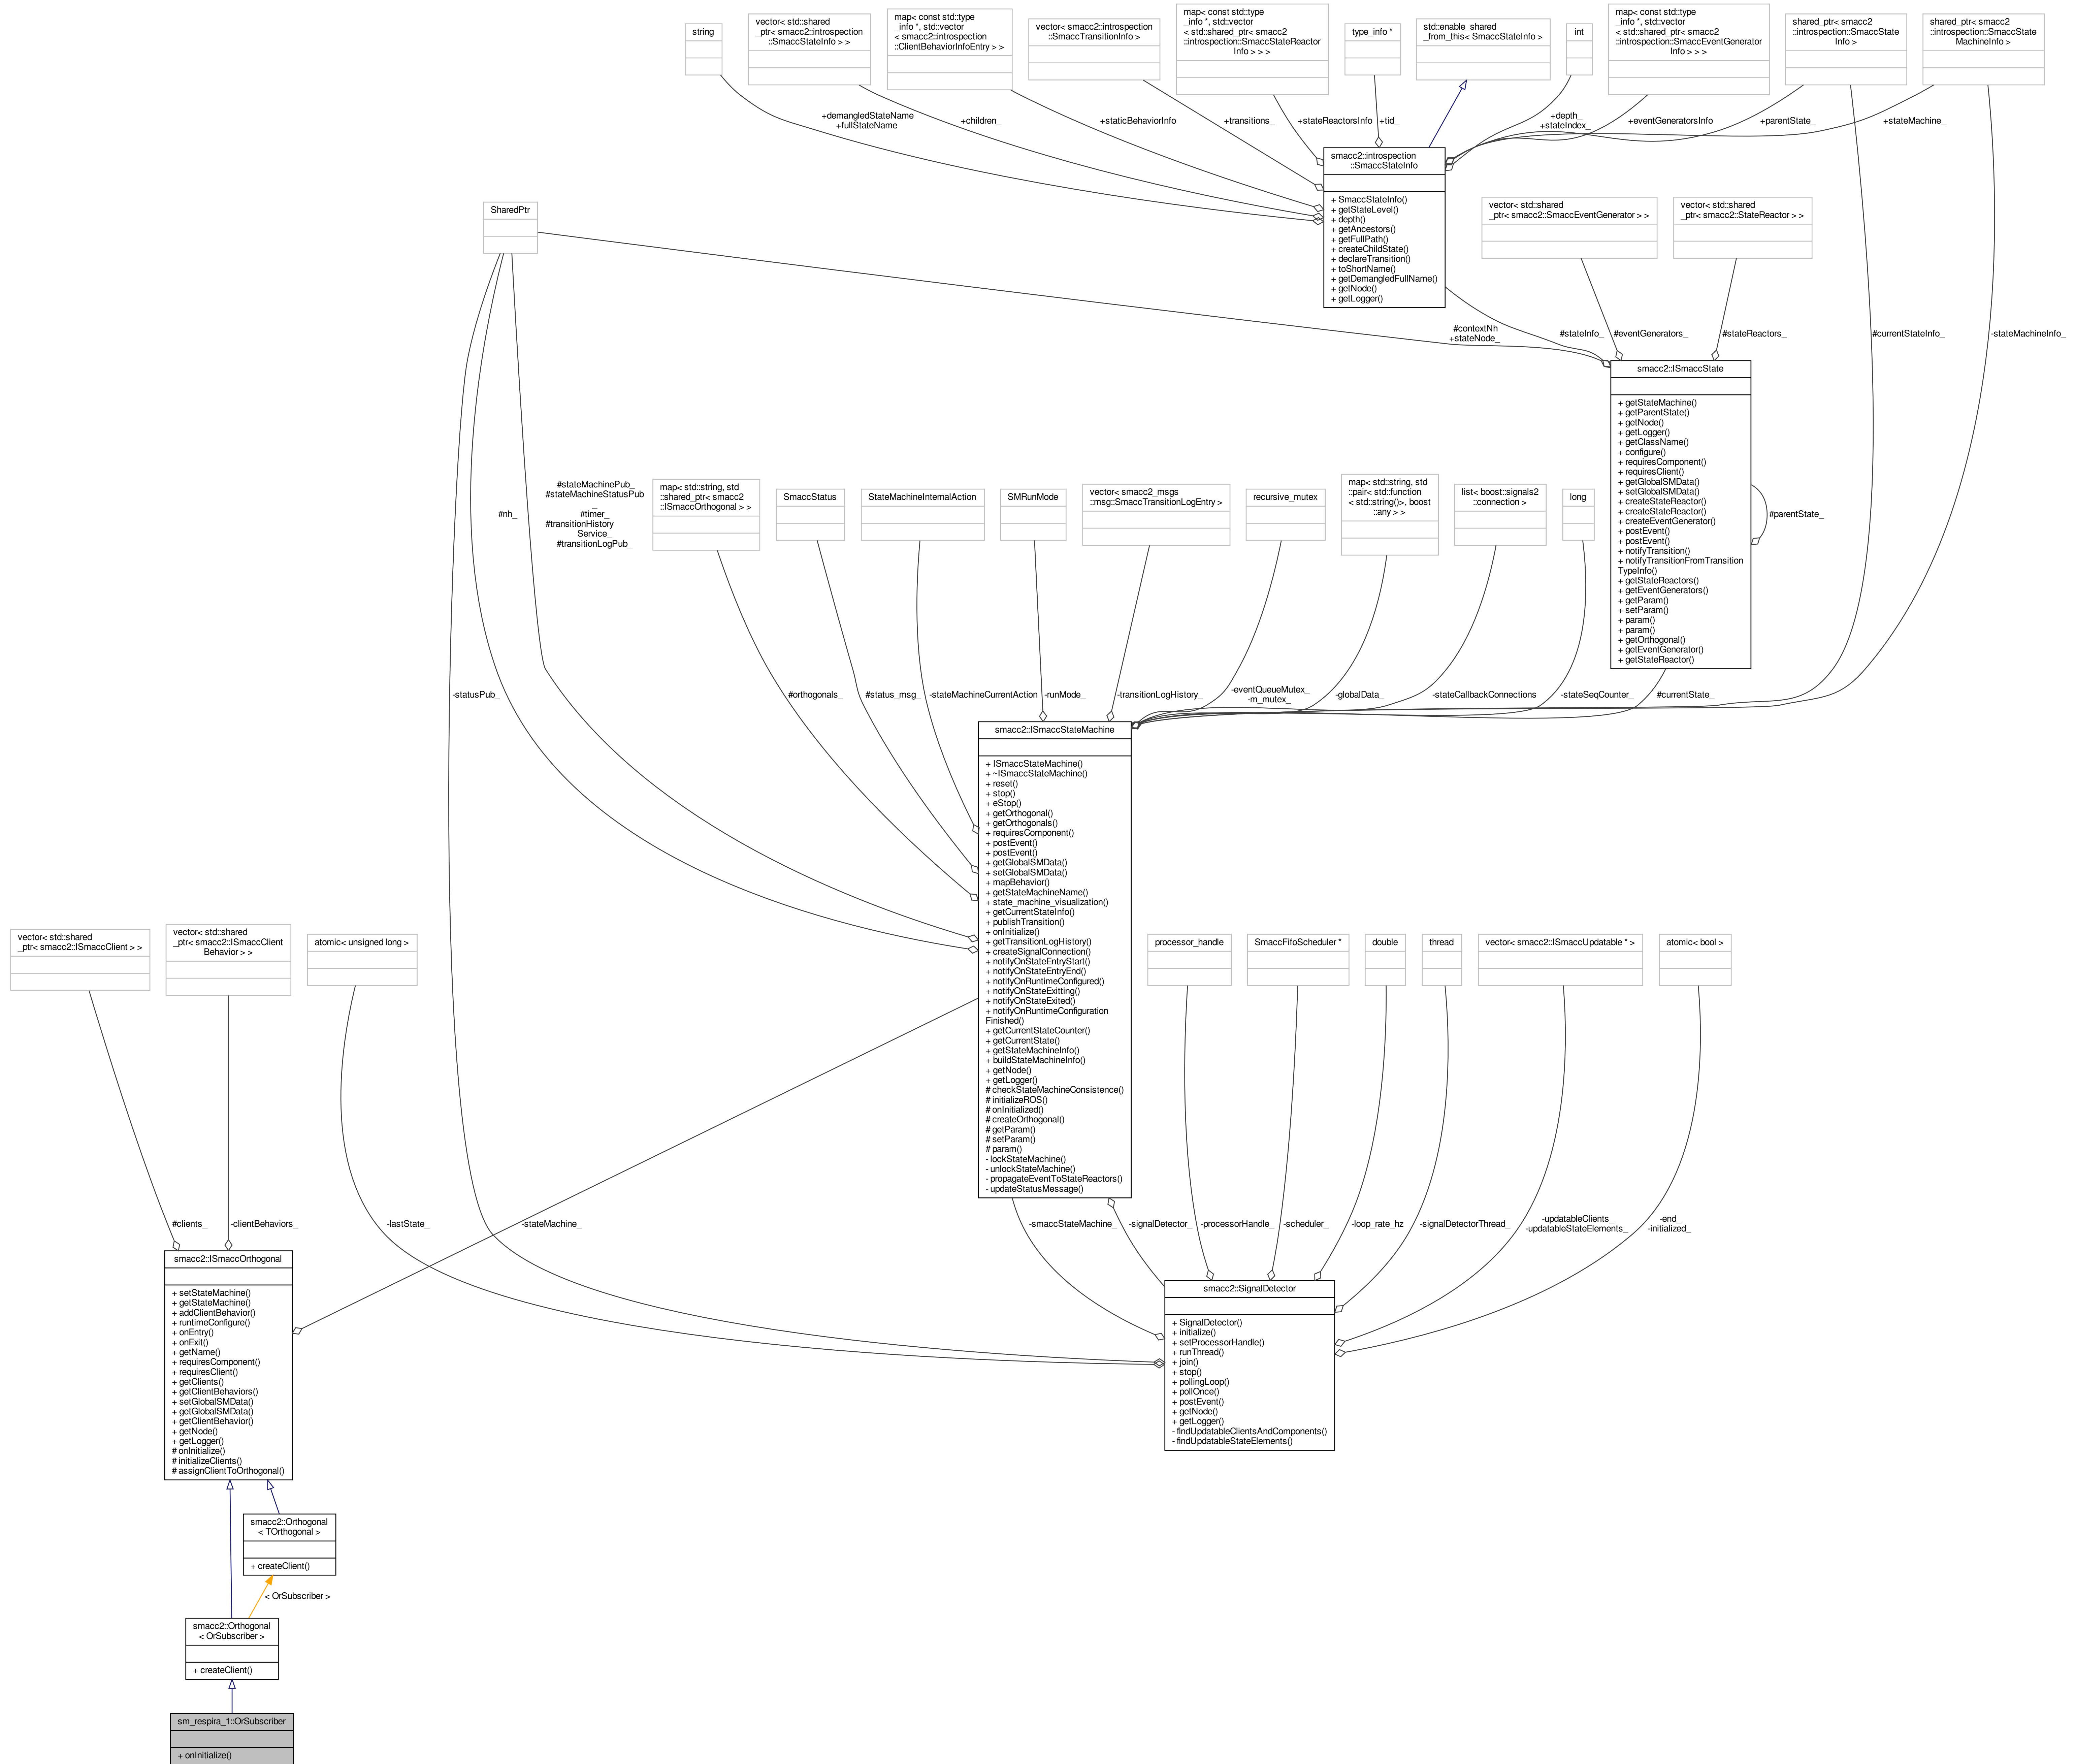 string
vector< std::shared
_ptr< smacc2::introspection
::SmaccStateInfo > >
map< const std::type
_info *, std::vector
< smacc2::introspection
::ClientBehaviorInfoEntry > >
vector< smacc2::introspection
::SmaccTransitionInfo >
map< const std::type
_info *, std::vector
< std::shared_ptr< smacc2
::introspection::SmaccStateReactor
Info > > >
type_info *
std::enable_shared
_from_this< SmaccStateInfo >
int
map< const std::type
_info *, std::vector
< std::shared_ptr< smacc2
::introspection::SmaccEventGenerator
Info > > >
shared_ptr< smacc2
::introspection::SmaccState
Info >
shared_ptr< smacc2
::introspection::SmaccState
MachineInfo >
+demangledStateName
+fullStateName
+children_
+staticBehaviorInfo
+transitions_
+stateReactorsInfo
+tid_
+depth_
+stateIndex_
+eventGeneratorsInfo
+parentState_
+stateMachine_
smacc2::introspection
::SmaccStateInfo
+ SmaccStateInfo()
+ getStateLevel()
+ depth()
+ getAncestors()
+ getFullPath()
+ createChildState()
+ declareTransition()
+ toShortName()
+ getDemangledFullName()
+ getNode()
+ getLogger()
SharedPtr
vector< std::shared
_ptr< smacc2::SmaccEventGenerator > >
vector< std::shared
_ptr< smacc2::StateReactor > >
#contextNh
+stateNode_
#stateInfo_
#eventGenerators_
#stateReactors_
#currentStateInfo_
-stateMachineInfo_
smacc2::ISmaccState
+ getStateMachine()
+ getParentState()
+ getNode()
+ getLogger()
+ getClassName()
+ configure()
+ requiresComponent()
+ requiresClient()
+ getGlobalSMData()
+ setGlobalSMData()
+ createStateReactor()
+ createStateReactor()
+ createEventGenerator()
+ postEvent()
+ postEvent()
+ notifyTransition()
+ notifyTransitionFromTransition
TypeInfo()
+ getStateReactors()
+ getEventGenerators()
+ getParam()
+ setParam()
+ param()
+ param()
+ getOrthogonal()
+ getEventGenerator()
+ getStateReactor()
#parentState_
#nh_
#stateMachinePub_
#stateMachineStatusPub
_
#timer_
#transitionHistory
Service_
#transitionLogPub_
map< std::string, std
::shared_ptr< smacc2
::ISmaccOrthogonal > >
SmaccStatus
StateMachineInternalAction
SMRunMode
vector< smacc2_msgs
::msg::SmaccTransitionLogEntry >
recursive_mutex
map< std::string, std
::pair< std::function
< std::string()>, boost
::any > >
list< boost::signals2
::connection >
long
-statusPub_
#orthogonals_
#status_msg_
-stateMachineCurrentAction
-runMode_
-transitionLogHistory_
-eventQueueMutex_
-m_mutex_
-globalData_
-stateCallbackConnections
-stateSeqCounter_
#currentState_
smacc2::ISmaccStateMachine
+ ISmaccStateMachine()
+ ~ISmaccStateMachine()
+ reset()
+ stop()
+ eStop()
+ getOrthogonal()
+ getOrthogonals()
+ requiresComponent()
+ postEvent()
+ postEvent()
+ getGlobalSMData()
+ setGlobalSMData()
+ mapBehavior()
+ getStateMachineName()
+ state_machine_visualization()
+ getCurrentStateInfo()
+ publishTransition()
+ onInitialize()
+ getTransitionLogHistory()
+ createSignalConnection()
+ notifyOnStateEntryStart()
+ notifyOnStateEntryEnd()
+ notifyOnRuntimeConfigured()
+ notifyOnStateExitting()
+ notifyOnStateExited()
+ notifyOnRuntimeConfiguration
Finished()
+ getCurrentStateCounter()
+ getCurrentState()
+ getStateMachineInfo()
+ buildStateMachineInfo()
+ getNode()
+ getLogger()
# checkStateMachineConsistence()
# initializeROS()
# onInitialized()
# createOrthogonal()
# getParam()
# setParam()
# param()
- lockStateMachine()
- unlockStateMachine()
- propagateEventToStateReactors()
- updateStatusMessage()
vector< std::shared
_ptr< smacc2::ISmaccClient > >
vector< std::shared
_ptr< smacc2::ISmaccClient
Behavior > >
atomic< unsigned long >
processor_handle
SmaccFifoScheduler *
double
thread
vector< smacc2::ISmaccUpdatable * >
atomic< bool >
#clients_
-clientBehaviors_
-lastState_
-stateMachine_
-smaccStateMachine_
-signalDetector_
-processorHandle_
-scheduler_
-loop_rate_hz
-signalDetectorThread_
-updatableClients_
-updatableStateElements_
-end_
-initialized_
smacc2::ISmaccOrthogonal
+ setStateMachine()
+ getStateMachine()
+ addClientBehavior()
+ runtimeConfigure()
+ onEntry()
+ onExit()
+ getName()
+ requiresComponent()
+ requiresClient()
+ getClients()
+ getClientBehaviors()
+ setGlobalSMData()
+ getGlobalSMData()
+ getClientBehavior()
+ getNode()
+ getLogger()
# onInitialize()
# initializeClients()
# assignClientToOrthogonal()
smacc2::SignalDetector
+ SignalDetector()
+ initialize()
+ setProcessorHandle()
+ runThread()
+ join()
+ stop()
+ pollingLoop()
+ pollOnce()
+ postEvent()
+ getNode()
+ getLogger()
- findUpdatableClientsAndComponents()
- findUpdatableStateElements()
smacc2::Orthogonal
< TOrthogonal >
+ createClient()
< OrSubscriber >
smacc2::Orthogonal
< OrSubscriber >
+ createClient()
sm_respira_1::OrSubscriber
+ onInitialize()